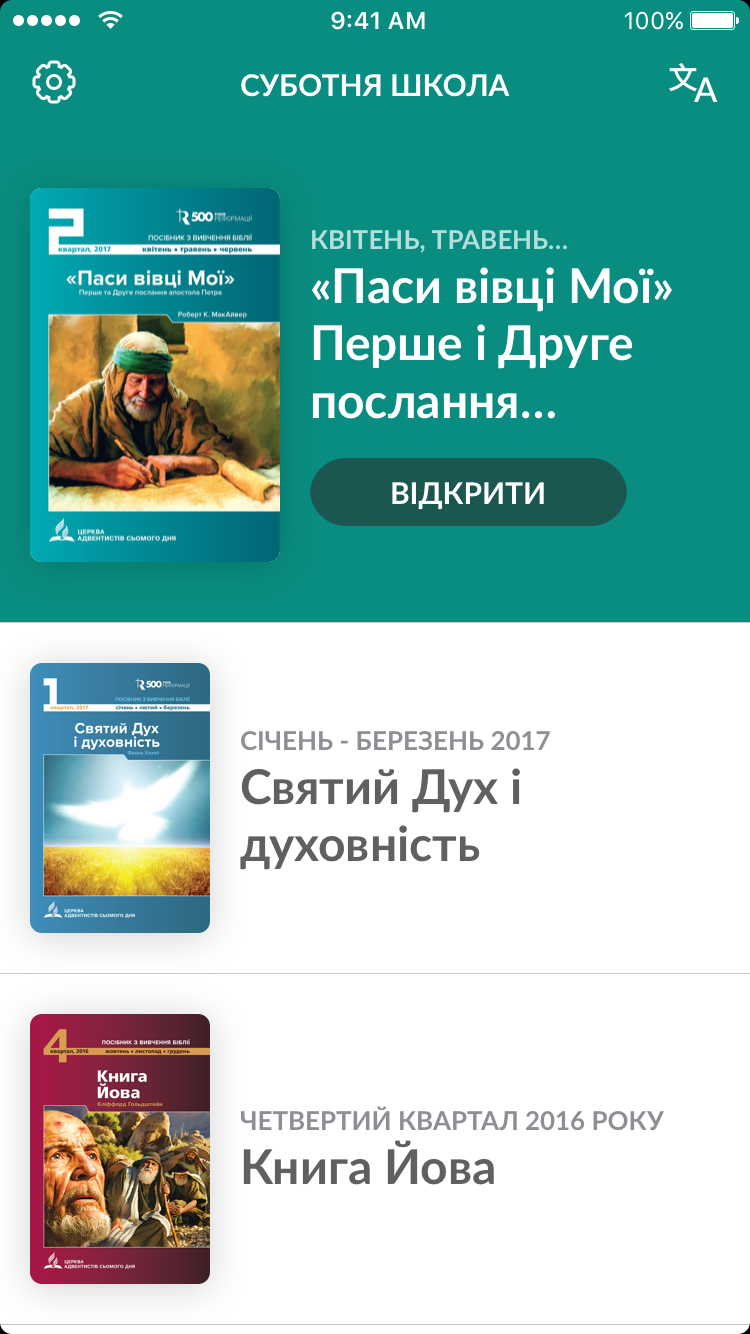 9:41 AM
100%
СУБОТНЯ ШКОЛА
文A
2
500 РОКІВ РЕФОРМАЦІЇ
ПОСІБНИК З ВИВЧЕННЯ БІБЛІЇ
квартал, 2017
квітень • травень • червень
«Паси вівці Мої»
Перше та Друге послання апостола Петра
Роберт К. МакАйвер
ЦЕРКВА
АДВЕНТИСТІВ СЬОМОГО ДНЯ
КВІТЕНЬ, ТРАВЕНЬ...
«Паси вівці Мої»
Перше і Друге
послання...
ВІДКРИТИ
1
500
ПОСІБНИК З ВИВЧЕННЯ БІБЛІЇ
квартал, 2017
січень • лютий • березень
Святий Дух
і духовність
ЦЕРКВА
АДВЕНТИСТІВ СЬОМОГО ДНЯ
СІЧЕНЬ - БЕРЕЗЕНЬ 2017
Святий Дух і
духовність
4
ПОСІБНИК З ВИВЧЕННЯ БІБЛІЇ
квартал, 2016
жовтень • листопад • грудень
Книга
Йова
Кліффорд Гольдштейн
ЦЕРКВА
АДВЕНТИСТІВ СЬОМОГО ДНЯ
ЧЕТВЕРТИЙ КВАРТАЛ 2016 РОКУ
Книга Йова